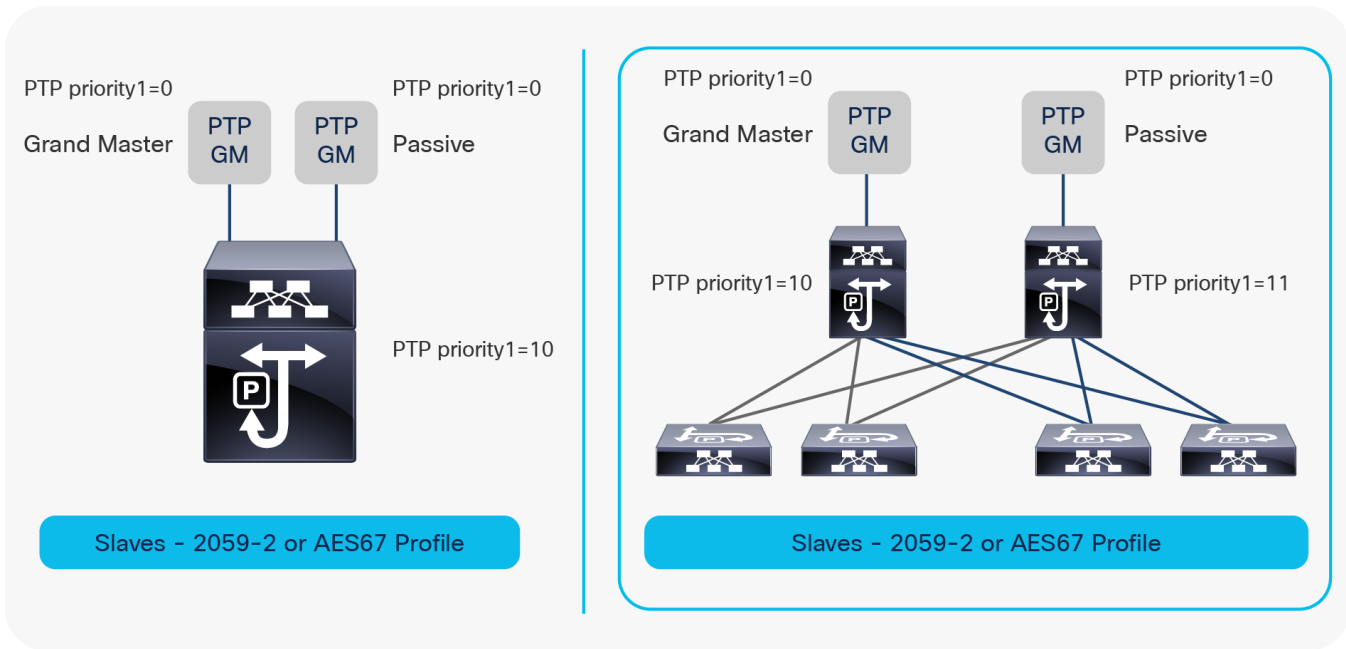 PTP priority1=0
Grand Master
PTP
GM
PTP
GM
PTP priority1=0
Passive
PTP priority1=10
P
Slaves - 2059-2 or AES67 Profile
PTP priority1=0
Grand Master
PTP
GM
PTP
GM
PTP priority1=0
Passive
PTP priority1=10
P
P
PTP priority1=11
P
P
P
P
Slaves - 2059-2 or AES67 Profile